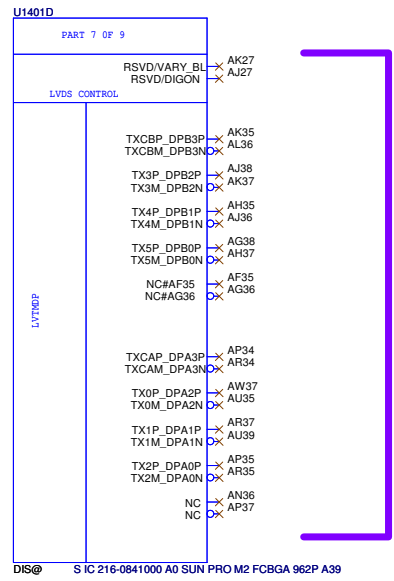 U1401D
PART 7 OF 9
RSVD/VARY_BL AK27
RSVD/DIGON AJ27
LVDS CONTROL
TXCBP_DPB3P AK35
TXCBM_DPB3N AL36
TX3P_DPB2P AJ38
TX3M_DPB2N AK37
TX4P_DPB1P AH35
TX4M_DPB1N AJ36
TX5P_DPB0P AG38
TX5M_DPB0N AH37
NC#AF35 AF35
NC#AG36 AG36
LVTMDP
TXCAP_DPA3P AP34
TXCAM_DPA3N AR34
TX0P_DPA2P AW37
TX0M_DPA2N AU35
TX1P_DPA1P AR37
TX1M_DPA1N AU39
TX2P_DPA0P AP35
TX2M_DPA0N AR35
NC AN36
NC AP37
DIS@ S IC 216-0841000 A0 SUN PRO M2 FCBGA 962P A39